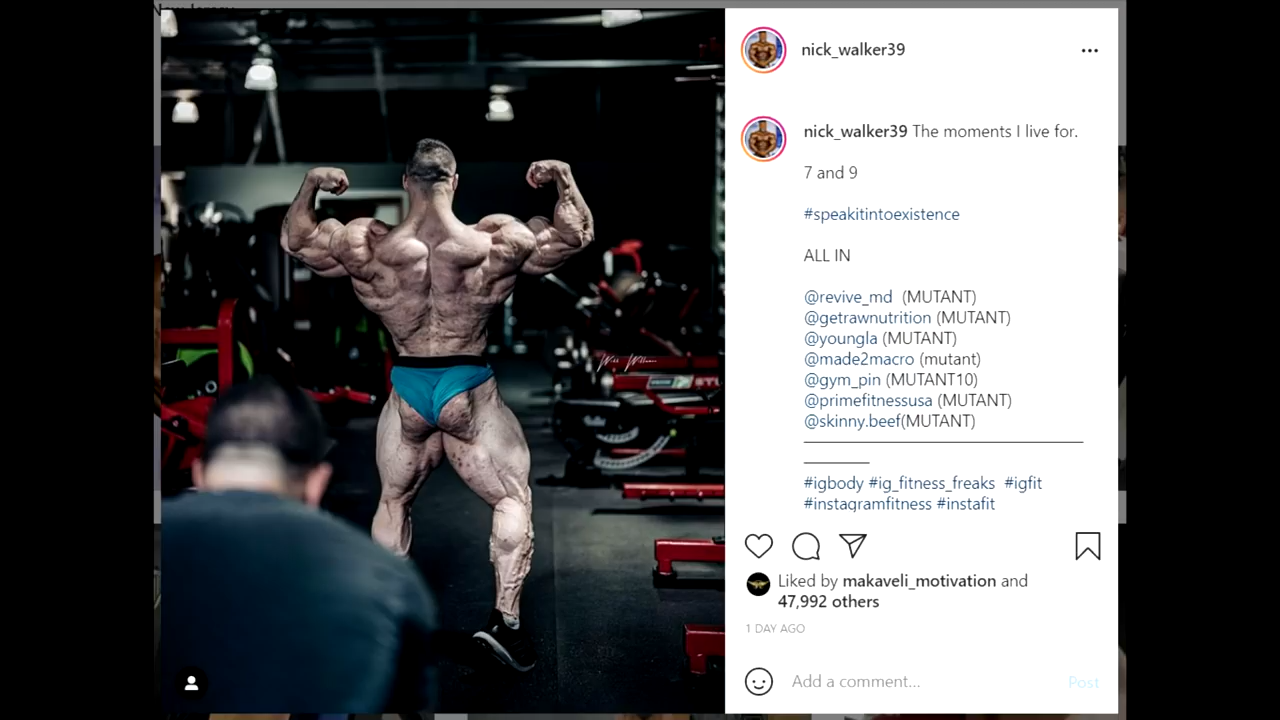 New Jersey
nick_walker39
nick_walker39 The moments I live for.
7 and 9
#speakitintoexistence
ALL IN
@revive_md (MUTANT)
@getrawnutrition (MUTANT)
@youngla (MUTANT)
@made2macro (mutant)
@gym_pin (MUTANT10)
@primefitnessusa (MUTANT)
@skinny.beef(MUTANT)
#igbody #ig_fitness_freaks #igfit
#instagramfitness #instafit
Liked by makaveli_motivation and
47,992 others
1 DAY AGO
Add a comment...
Post